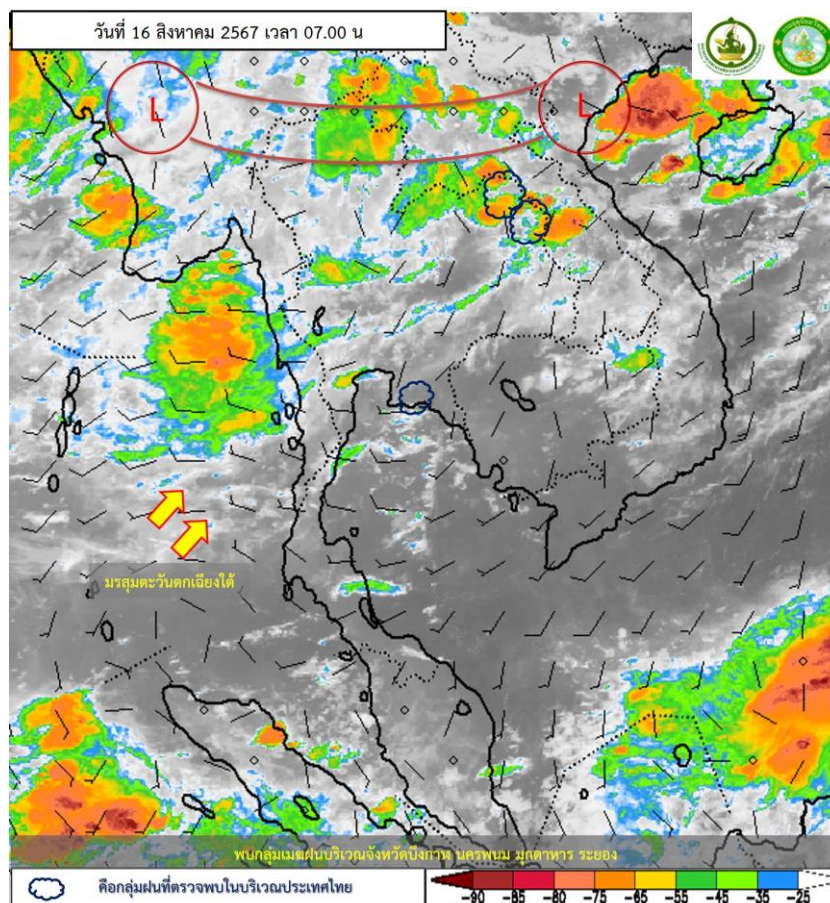 วันที่ 16 สิงหาคม 2567 เวลา 07.00 น
L
L
มรสุมตะวันตกเฉียงใต้
พบกลุ่มเมฆฝนบริเวณจังหวัดบึงกาฬ นครพนม มุกดาหาร ระยอง
คือกลุ่มฝนที่ตรวจพบในบริเวณประเทศไทย
-90 -85 -80 -75 -65 -55 -45 -35 -25